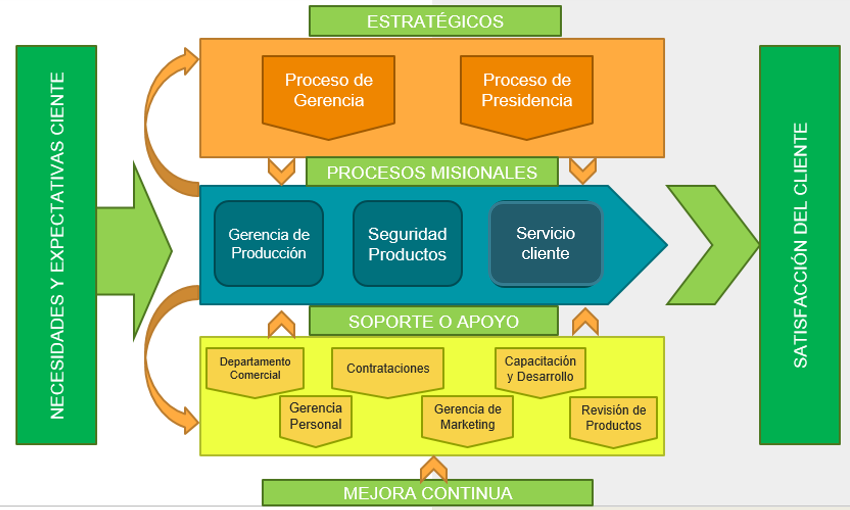 ESTRATÉGICOS
NECESIDADES Y EXPECTATIVAS CIENTE
Proceso de
Gerencia
Proceso de
Presidencia
PROCESOS MISIONALES
Gerencia de
Producción
Seguridad
Productos
Servicio
cliente
SATISFACCIÓN DEL CLIENTE
SOPORTE O APOYO
Departamento
Comercial
Contrataciones
Capacitación
y Desarrollo
Gerencia
Personal
Gerencia de
Marketing
Revisión de
Productos
MEJORA CONTINUA